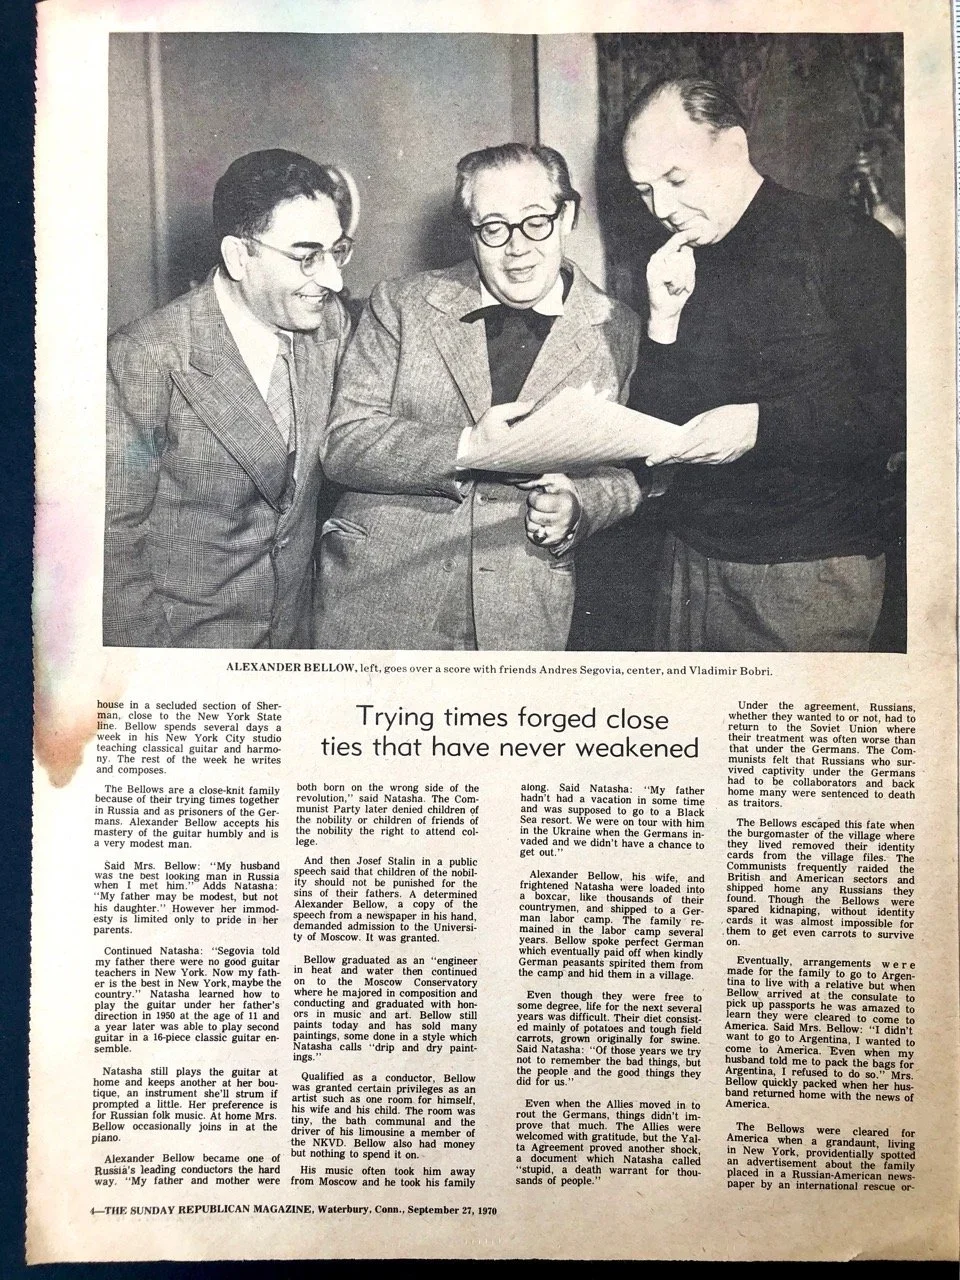 ALEXANDER BELLOW, left, goes over a score with friends Andres Segovia, center, and Vladimir Bobri.
Trying times forged close
ties that have never weakened
house in a secluded section of Sher-
man, close to the New York State
line. Bellow spends several days a
week in his New York City studio
teaching classical guitar and harmo-
ny. The rest of the week he writes
and composes.
The Bellows are a close-knit family
because of their trying times together
in Russia and as prisoners of the Ger-
mans. Alexander Bellow accepts his
mastery of the guitar humbly and is
a very modest man.
Said Mrs. Bellow: "My husband
was the best looking man in Russia
when I met him." Adds Natasha:
"My father may be modest, but not
his daughter." However her immod-
esty is limited only to pride in her
parents.
Continued Natasha: "Segovia told
my father there were no good guitar
teachers in New York. Now my fath-
er is the best in New York, maybe the
country." Natasha learned how to
play the guitar under her father's
direction in 1950 at the age of 11 and
a year later was able to play second
guitar in a 16-piece classic guitar en-
semble.
Natasha still plays the guitar at
home and keeps another at her bou-
tique, an instrument she'll strum if
prompted a little. Her preference is
for Russian folk music. At home Mrs.
Bellow occasionally joins in at the
piano.
Alexander Bellow became one of
Russia's leading conductors the hard
way. "My father and mother were
both born on the wrong side of the
revolution," said Natasha. The Com-
munist Party later denied children of
the nobility or children of friends of
the nobility the right to attend col-
lege.
And then Josef Stalin in a public
speech said that children of the nobil-
ity should not be punished for the
sins of their fathers. A determined
Alexander Bellow, a copy of the
speech from a newspaper in his hand,
demanded admission to the Universi-
ty of Moscow. It was granted.
Bellow graduated as an "engineer
in heat and water then continued
on to the Moscow Conservatory
where he majored in composition and
conducting and graduated with hon-
ors in music and art. Bellow still
paints today and has sold many
paintings, some done in a style which
Natasha calls "drip and dry paint-
ings."
Qualified as a conductor, Bellow
was granted certain privileges as an
artist such as one room for himself,
his wife and his child. The room was
tiny, the bath communal and the
driver of his limousine a member of
the NKVD. Bellow also had money
but nothing to spend it on.
His music often took him away
from Moscow and he took his family
along. Said Natasha: "My father
hadn't had a vacation in some time
and was supposed to go to a Black
Sea resort. We were on tour with him
in the Ukraine when the Germans in-
vaded and we didn't have a chance to
get out."
Alexander Bellow, his wife, and
frightened Natasha were loaded into
a boxcar, like thousands of their
countrymen, and shipped to a Ger-
man labor camp. The family re-
mained in the labor camp several
years. Bellow spoke perfect German
which eventually paid off when kindly
German peasants spirited them from
the camp and hid them in a village.
Even though they were free to
some degree, life for the next several
years was difficult. Their diet consist-
ed mainly of potatoes and tough field
carrots, grown originally for swine.
Said Natasha: "Of those years we try
not to remember the bad things, but
the people and the good things they
did for us."
Even when the Allies moved in to
rout the Germans, things didn't im-
prove that much. The Allies were
welcomed with gratitude, but the Yal-
ta Agreement proved another shock,
a document which Natasha called
"stupid, a death warrant for thou-
sands of people."
Under the agreement, Russians,
whether they wanted to or not, had to
return to the Soviet Union where
their treatment was often worse than
that under the Germans. The Com-
munists felt that Russians who sur-
vived captivity under the Germans
had to be collaborators and back
home many were sentenced to death
as traitors.
The Bellows escaped this fate when
the burgomaster of the village where
they lived removed their identity
cards from the village files. The
Communists frequently raided the
British and American sectors and
shipped home any Russians they
found. Though the Bellows were
spared kidnaping, without identity
cards it was almost impossible for
them to get even carrots to survive
on.
Eventually, arrangements were
made for the family to go to Argen-
tina to live with a relative but when
Bellow arrived at the consulate to
pick up passports he was amazed to
learn they were cleared to come to
America. Said Mrs. Bellow: "I didn't
want to go to Argentina, I wanted to
come to America. Even when my
husband told me to pack the bags for
Argentina, I refused to do so." Mrs.
Bellow quickly packed when her hus-
band returned home with the news of
America.
The Bellows were cleared for
America when a grandaunt, living
in New York, providentially spotted
an advertisement about the family
placed in a Russian-American news-
paper by an international rescue or-
4—THE SUNDAY REPUBLICAN MAGAZINE, Waterbury, Conn., September 27, 1970